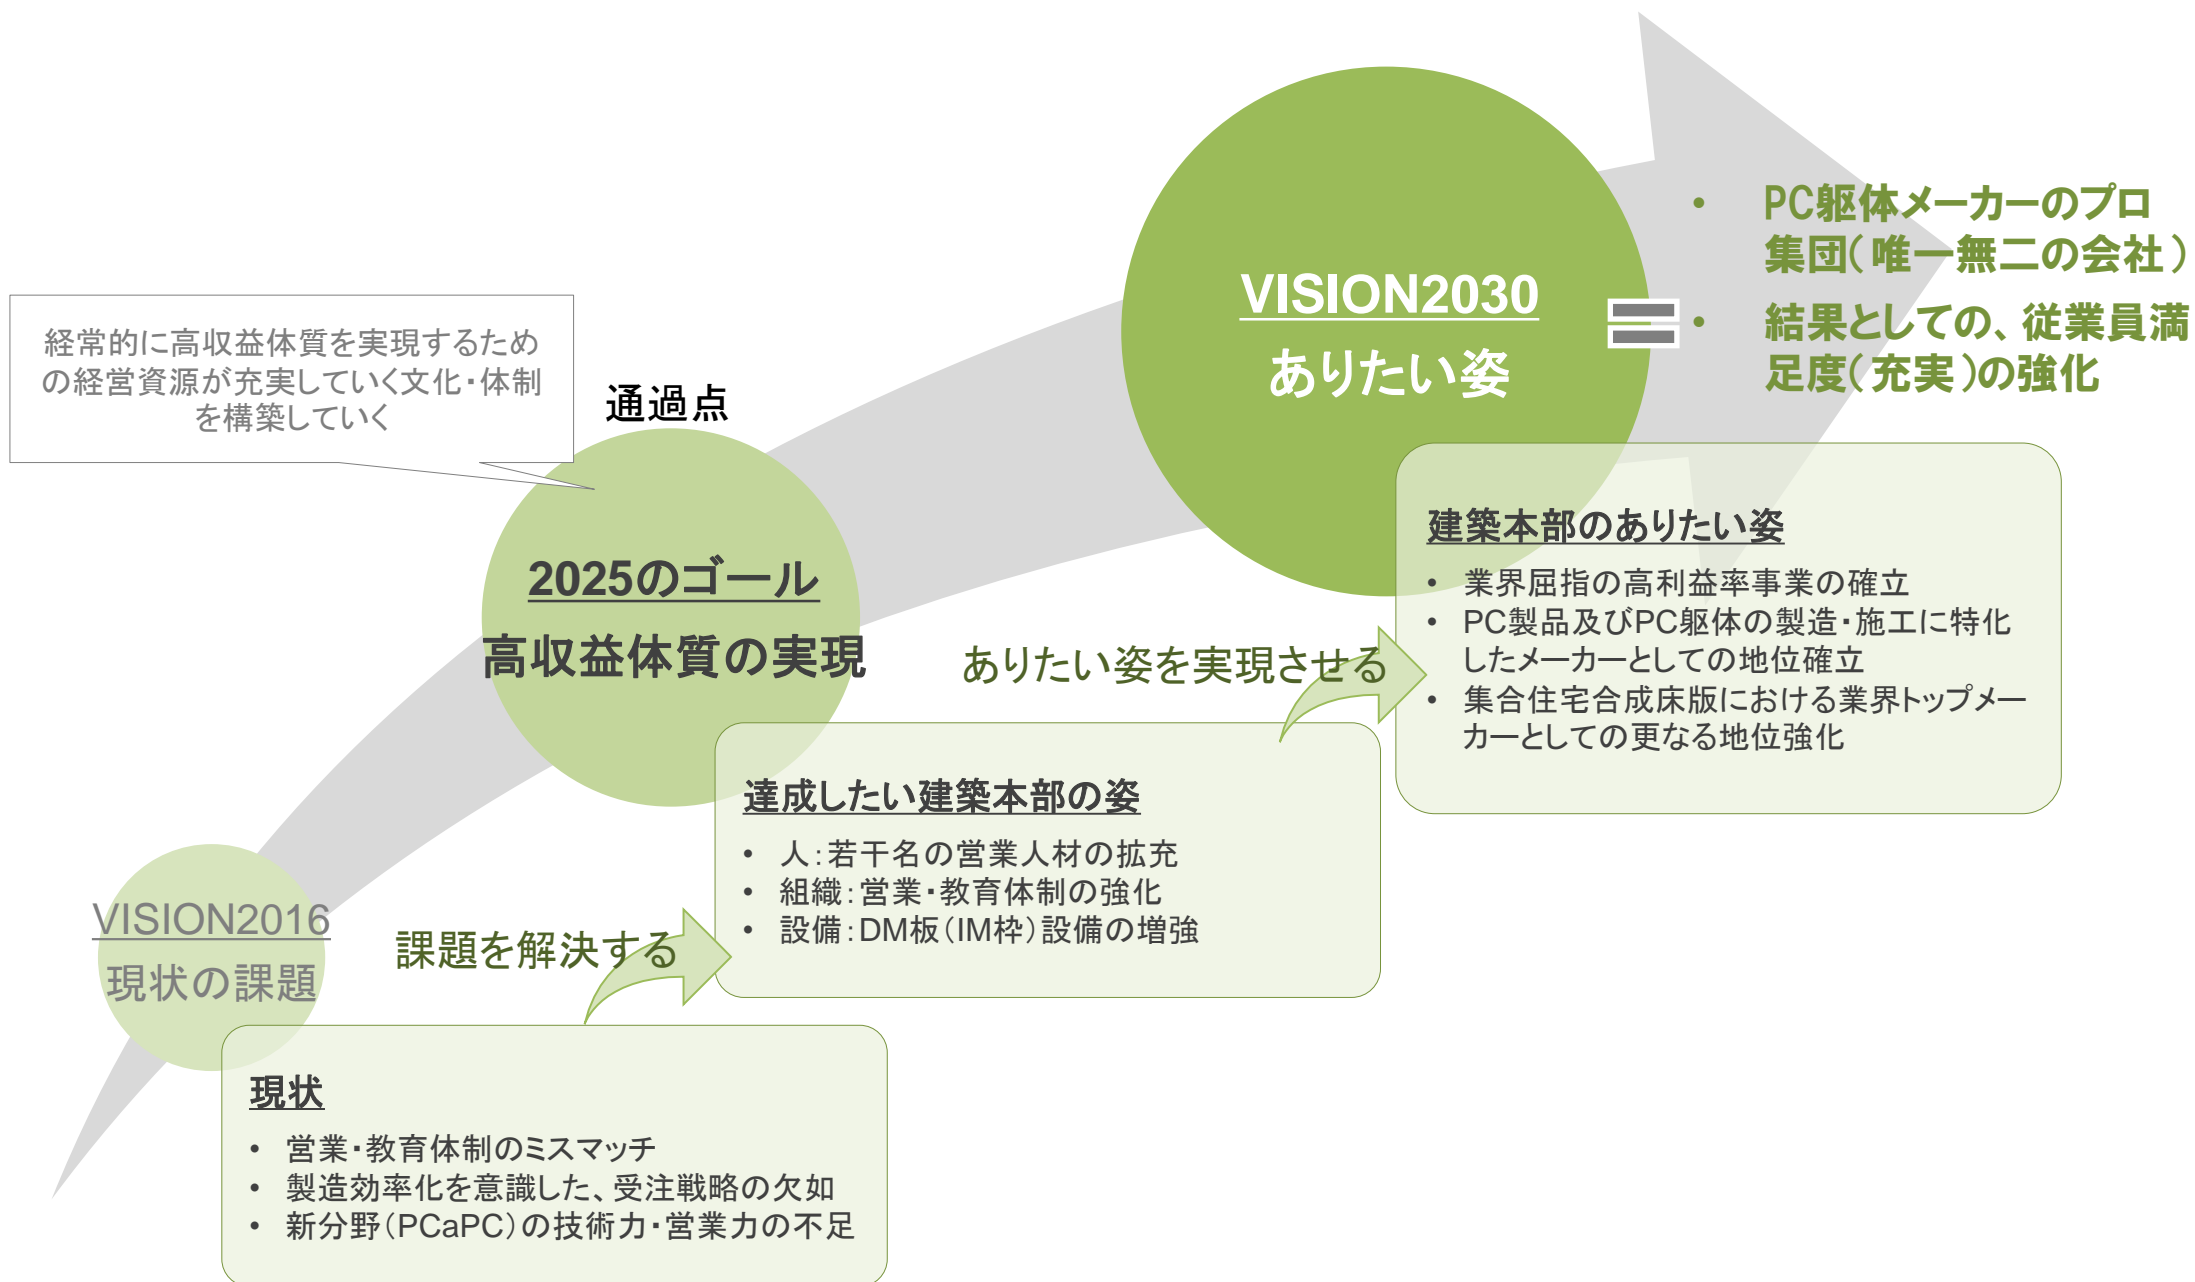 VISION2030
ありたい姿
• PC躯体メーカーのプロ
集団（唯一無二の会社）
• 結果としての、従業員満
足度（充実）の強化
経常的に高収益体質を実現するため
の経営資源が充実していく文化・体制
を構築していく
通過点
2025のゴール
高収益体質の実現
建築本部のありたい姿
• 業界屈指の高利益率事業の確立
• PC製品及びPC躯体の製造・施工に特化
したメーカーとしての地位確立
• 集合住宅合成床版における業界トップメー
カーとしての更なる地位強化
ありたい姿を実現させる
達成したい建築本部の姿
• 人：若干名の営業人材の拡充
• 組織：営業・教育体制の強化
• 設備：DM板（IM枠）設備の増強
VISION2016
現状の課題
課題を解決する
現状
• 営業・教育体制のミスマッチ
• 製造効率化を意識した、受注戦略の欠如
• 新分野（PCaPC）の技術力・営業力の不足